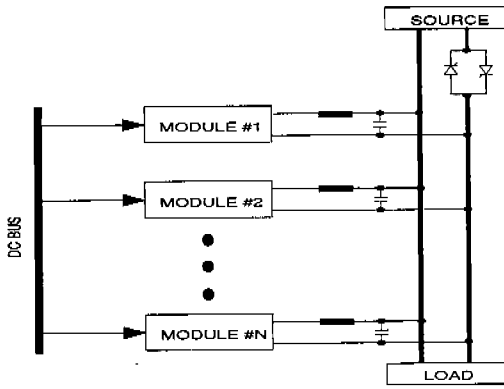 SOURCE
MODULE #1
MODULE #2
DC BUS
MODULE #N
LOAD